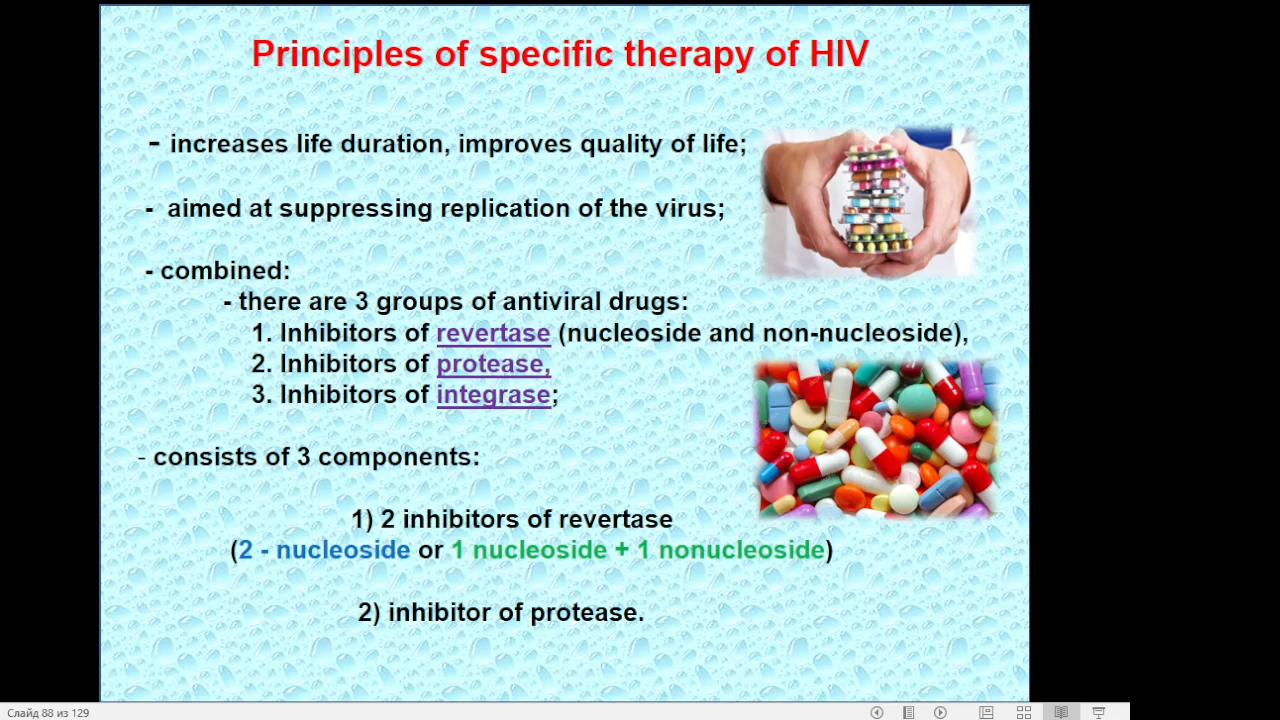 Principles of specific therapy of HIV
- increases life duration, improves quality of life;
- aimed at suppressing replication of the virus;
- combined:
- there are 3 groups of antiviral drugs:
1. Inhibitors of revertase (nucleoside and non-nucleoside),
2. Inhibitors of protease,
3. Inhibitors of integrase;
- consists of 3 components:
1) 2 inhibitors of revertase
(2 - nucleoside or 1 nucleoside + 1 nonucleoside)
2) inhibitor of protease.
Слайд 88 из 129